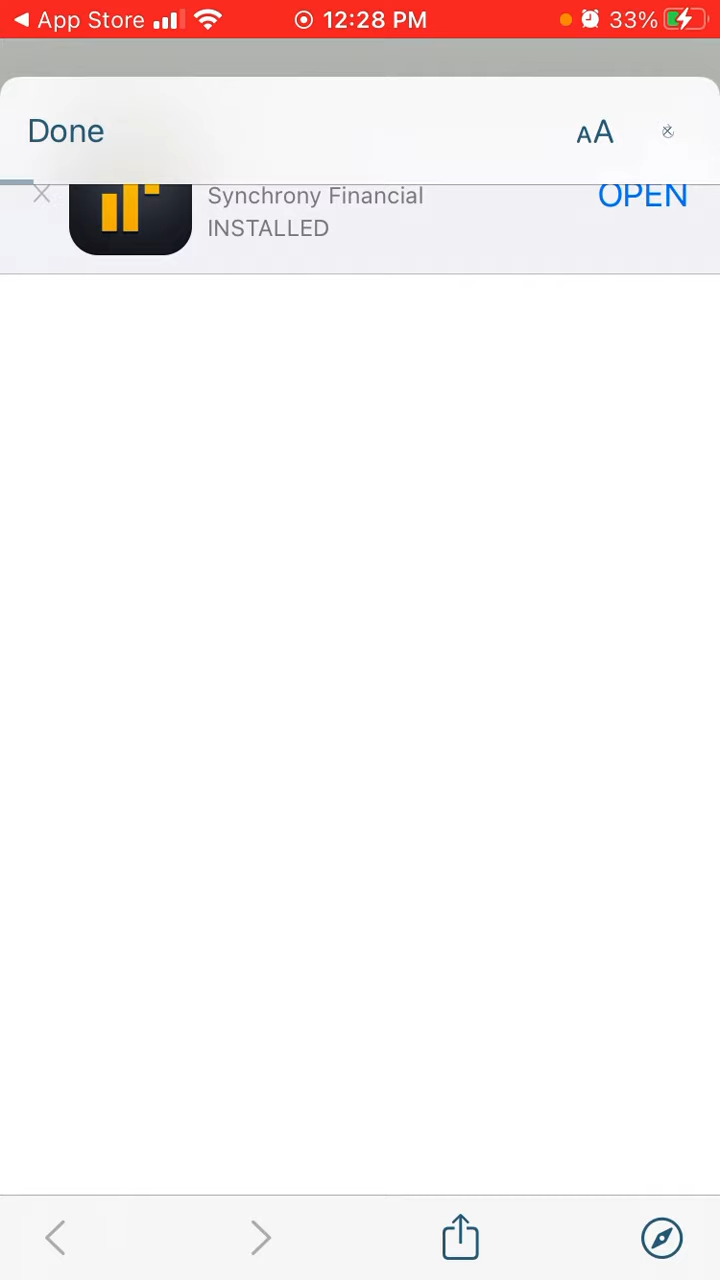 App Store 12:28 PM 33%
Done AA
Synchrony Financial
INSTALLED
OPEN